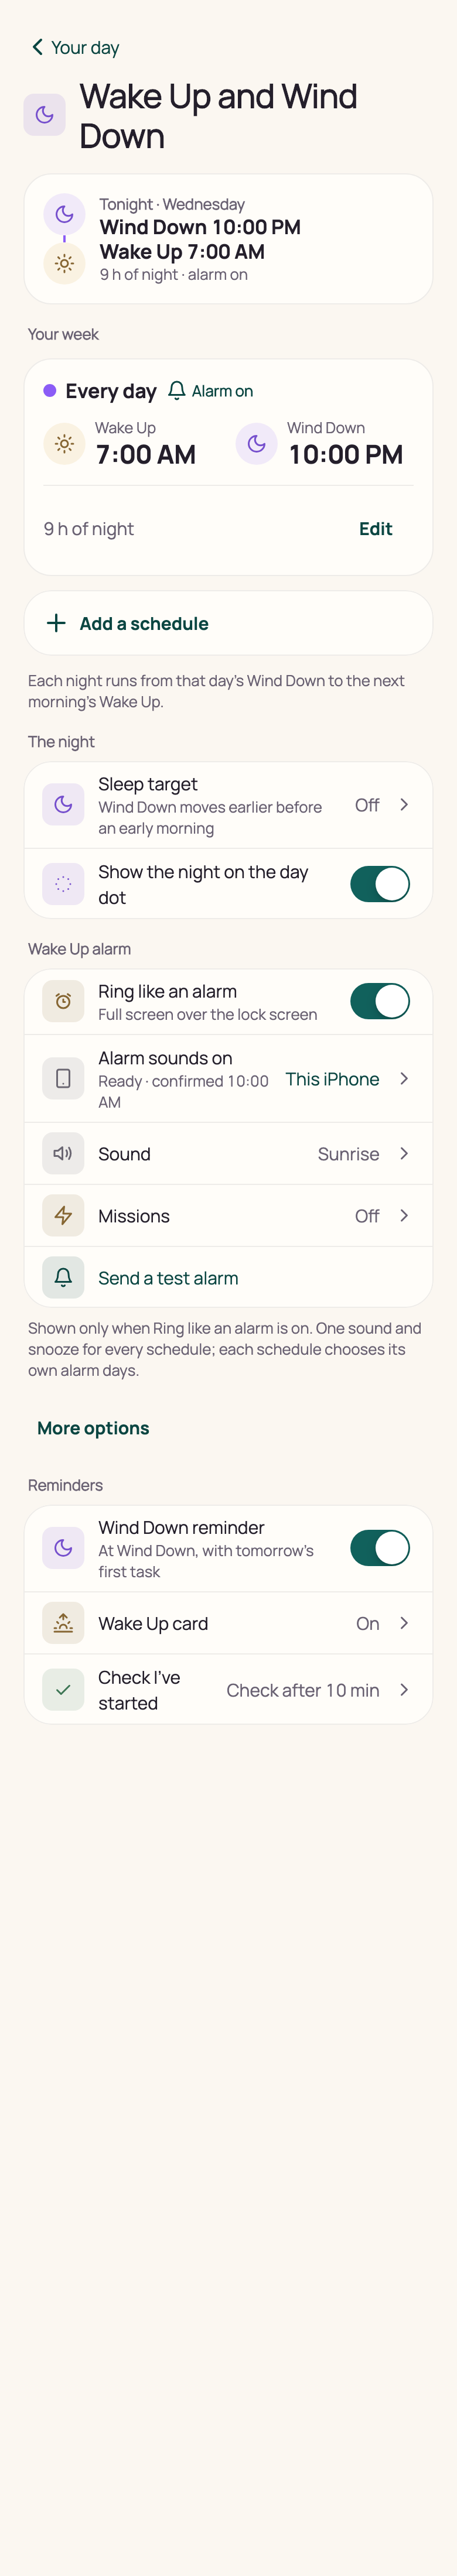 Your day
Wake Up and Wind
Down
Tonight · Wednesday
Wind Down 10:00 PM
Wake Up 7:00 AM
9 h of night · alarm on
Your week
Every day Alarm on
Wake Up Wind Down
7:00 AM 10:00 PM
9 h of night Edit
Add a schedule
Each night runs from that day's Wind Down to the next
morning's Wake Up.
The night
Sleep target
Wind Down moves earlier before
an early morning
Off
Show the night on the day
dot
Wake Up alarm
Ring like an alarm
Full screen over the lock screen
Alarm sounds on
Ready · confirmed 10:00
AM
This iPhone
Sound Sunrise
Missions Off
Send a test alarm
Shown only when Ring like an alarm is on. One sound and
snooze for every schedule; each schedule chooses its
own alarm days.
More options
Reminders
Wind Down reminder
At Wind Down, with tomorrow's
first task
Wake Up card On
Check I've
started
Check after 10 min